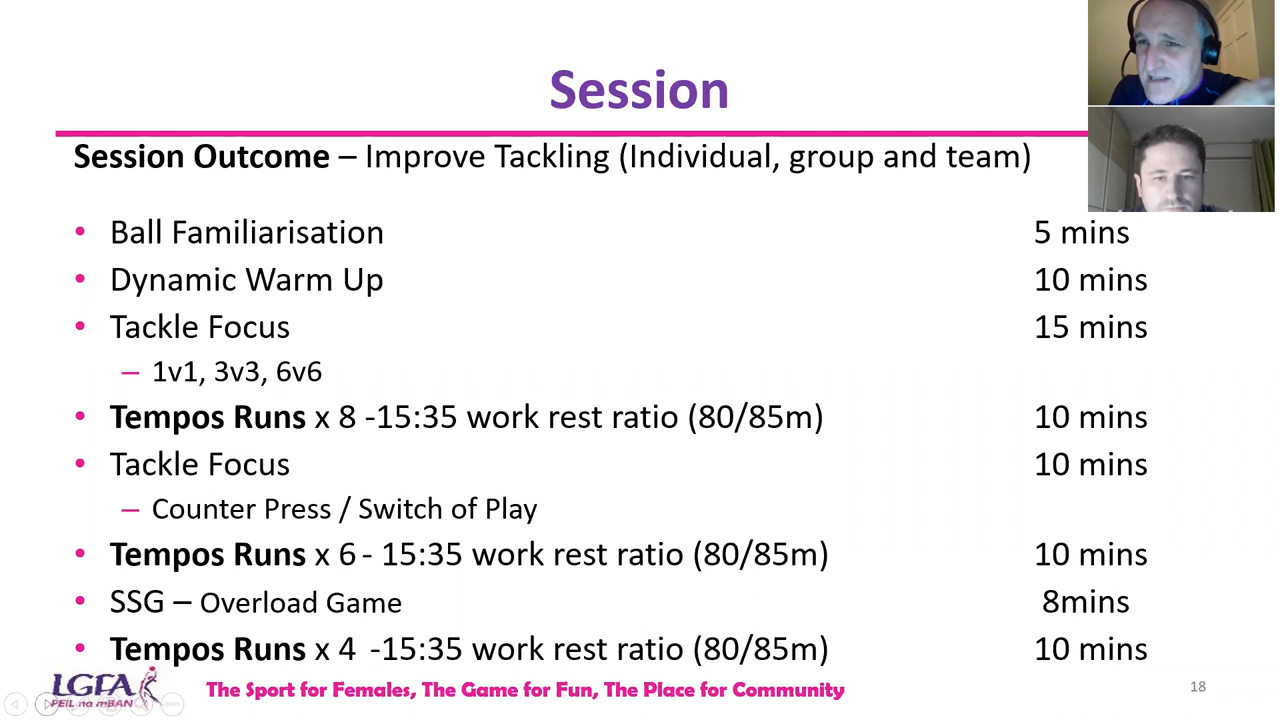 Session
Session Outcome – Improve Tackling (Individual, group and team)
• Ball Familiarisation 5 mins
• Dynamic Warm Up 10 mins
• Tackle Focus 15 mins
– 1v1, 3v3, 6v6
• Tempos Runs x 8 -15:35 work rest ratio (80/85m) 10 mins
• Tackle Focus 10 mins
– Counter Press / Switch of Play
• Tempos Runs x 6 - 15:35 work rest ratio (80/85m) 10 mins
• SSG – Overload Game 8mins
• Tempos Runs x 4 -15:35 work rest ratio (80/85m) 10 mins
LGFA
PEIL na mBAN
The Sport for Females, The Game for Fun, The Place for Community
18